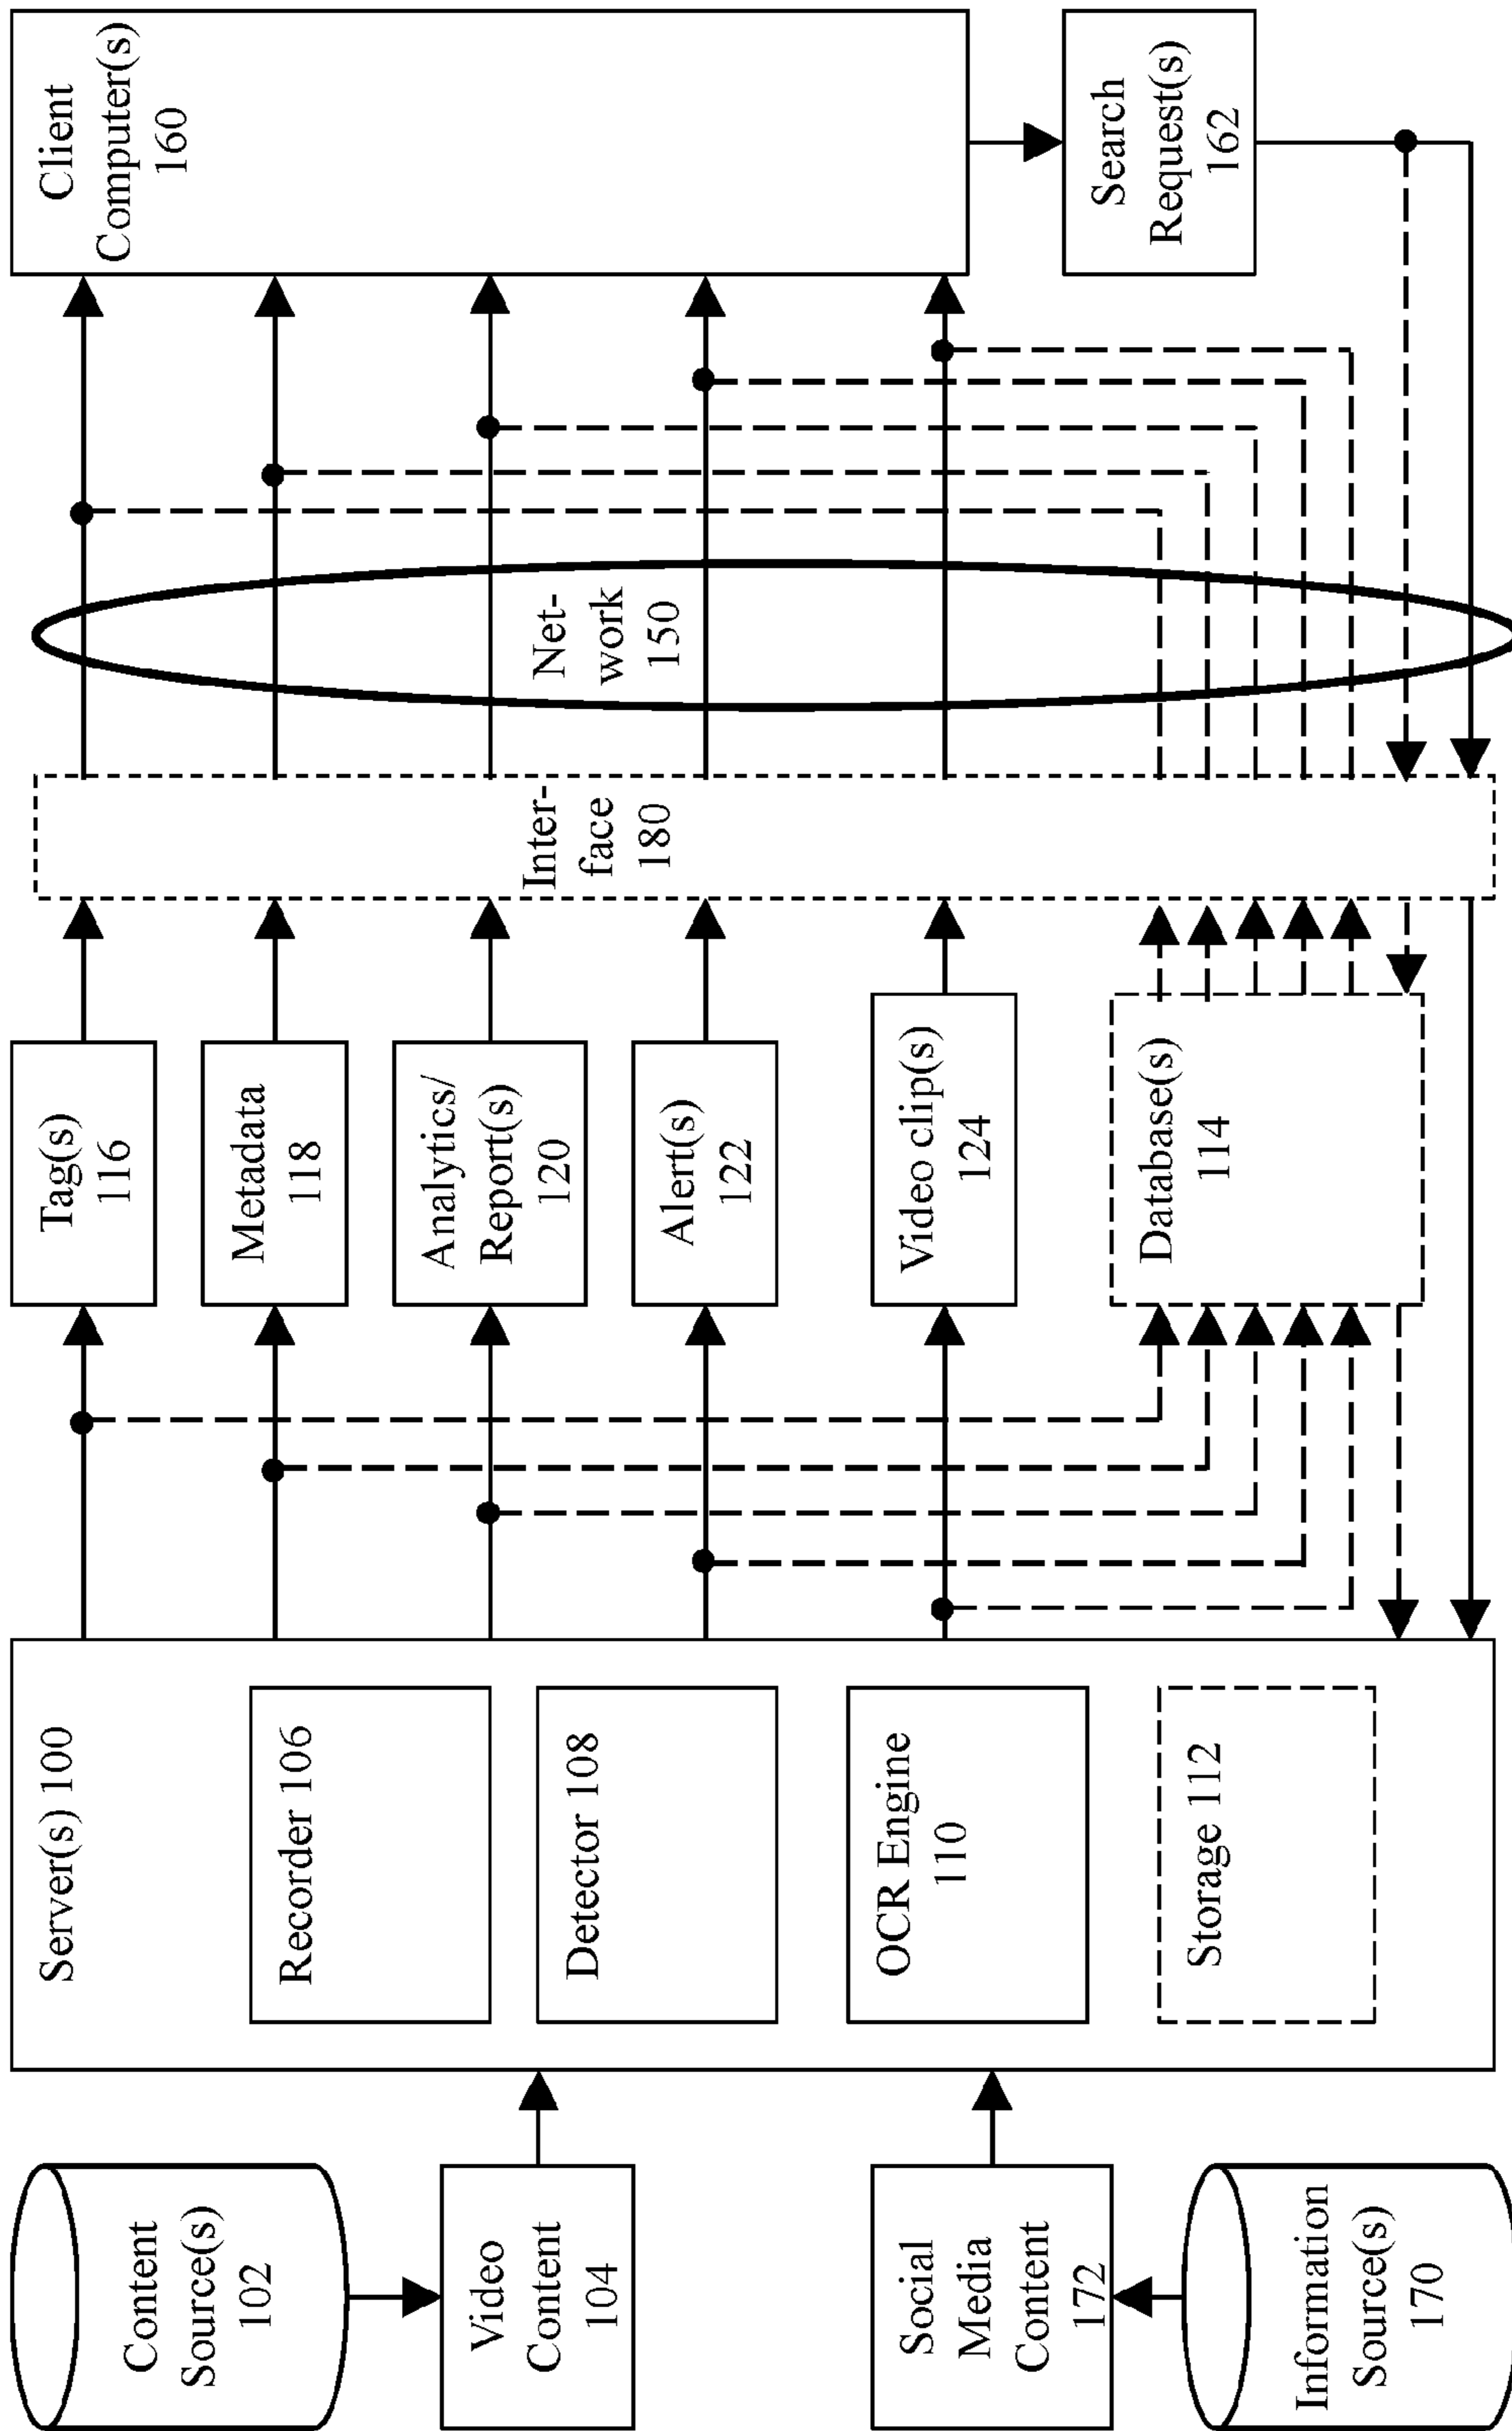 Content
Source(s)
102
Video
Content
104
Social
Media
Content
172
Information
Source(s)
170
Server(s) 100
Recorder 106
Detector 108
OCR Engine
110
Storage 112
Tag(s)
116
Metadata
118
Analytics/
Report(s)
120
Alert(s)
122
Video clip(s)
124
Database(s)
114
Inter-
face
180
Net-
work
150
Client
Computer(s)
160
Search
Request(s)
162